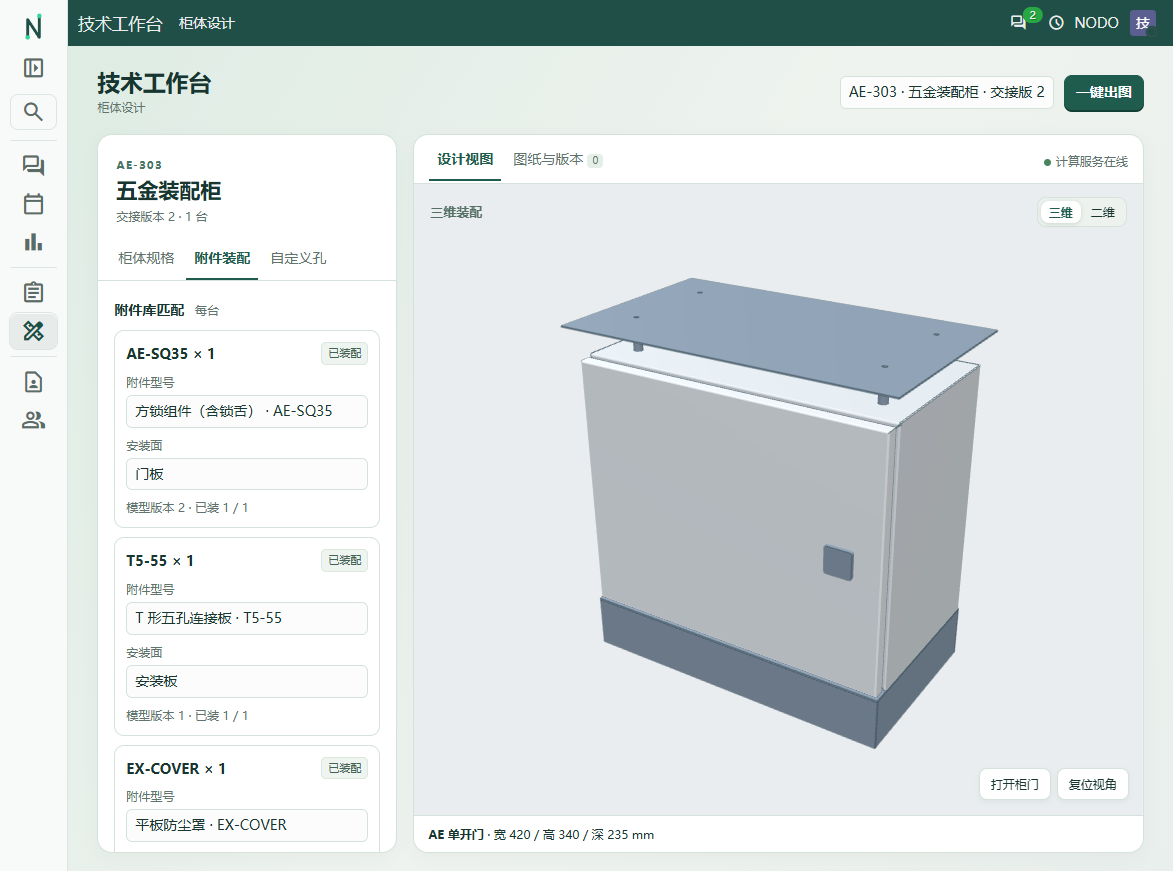 技术工作台 柜体设计
2
NODO
技
技术工作台
柜体设计
AE-303 · 五金装配柜 · 交接版 2
一键出图
AE-303
五金装配柜
交接版本 2 · 1 台
柜体规格 附件装配 自定义孔
附件库匹配 每台
AE-SQ35 × 1
已装配
附件型号
方锁组件（含锁舌） · AE-SQ35
安装面
门板
模型版本 2 · 已装 1 / 1
T5-55 × 1
已装配
附件型号
T 形五孔连接板 · T5-55
安装面
安装板
模型版本 1 · 已装 1 / 1
EX-COVER × 1
已装配
附件型号
平板防尘罩 · EX-COVER
设计视图 图纸与版本 0
计算服务在线
三维装配
三维 二维
打开柜门 复位视角
AE 单开门 · 宽 420 / 高 340 / 深 235 mm